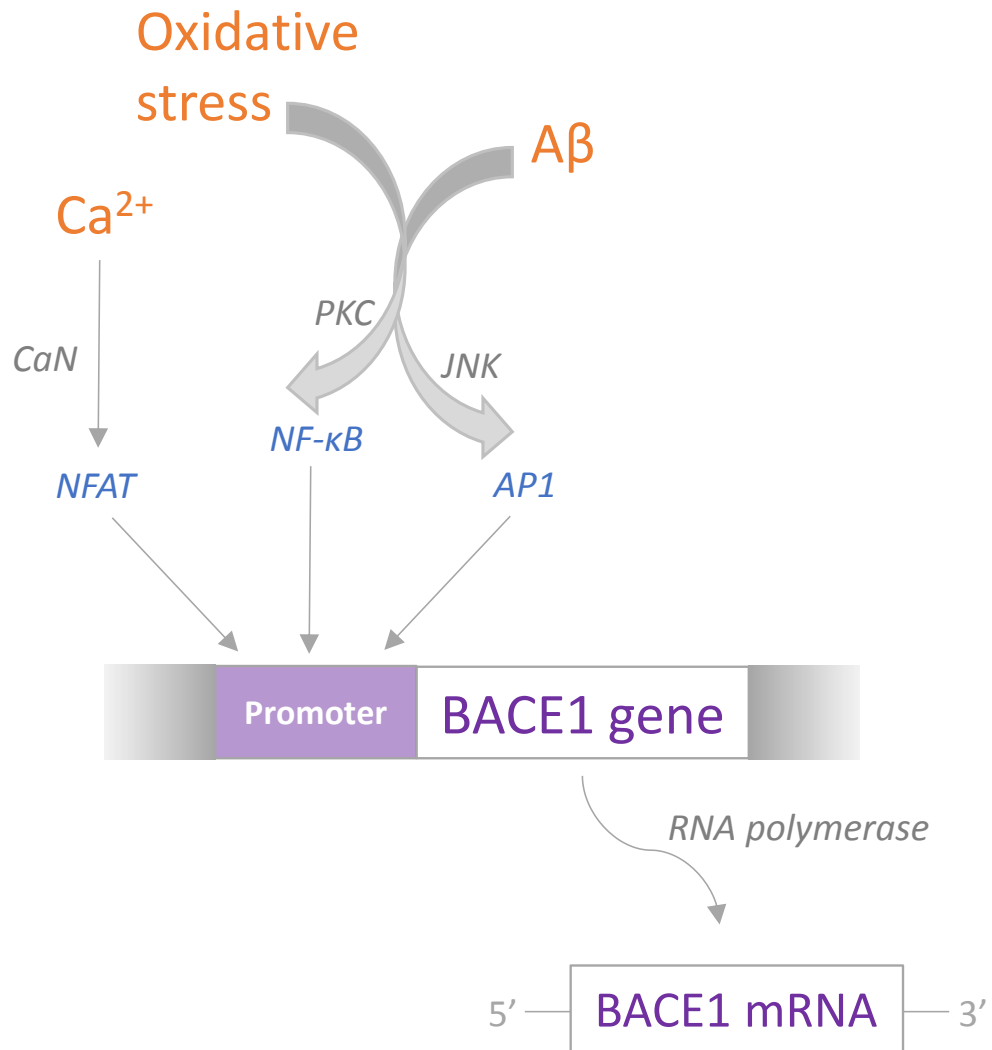 Oxidative
stress
Aβ
Ca²⁺
PKC
CaN
JNK
NF-κB
NFAT
AP1
Promoter
BACE1 gene
RNA polymerase
5’
BACE1 mRNA
3’